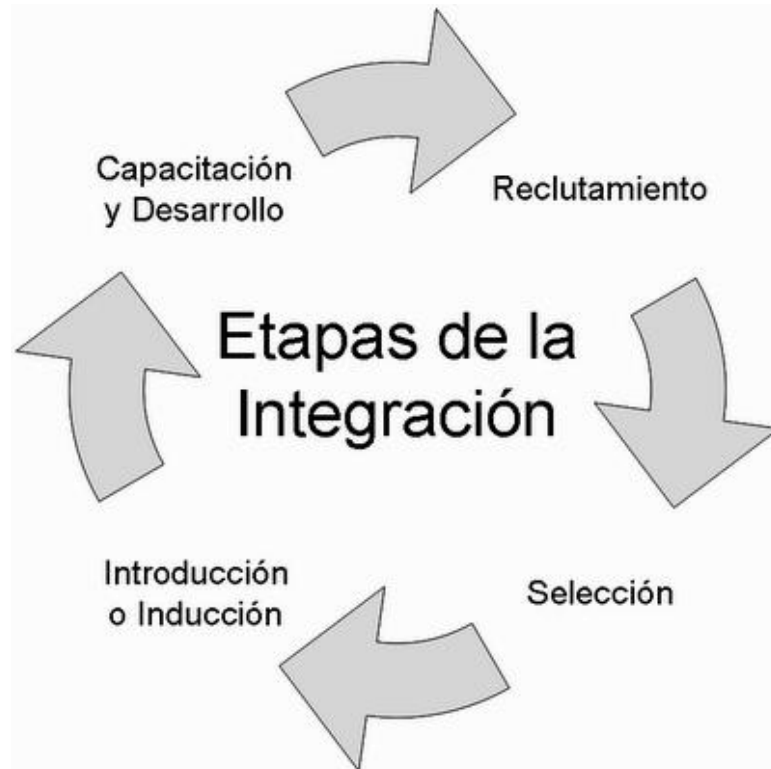 Capacitación
y Desarrollo
Reclutamiento
Etapas de la
Integración
Introducción
o Inducción
Selección